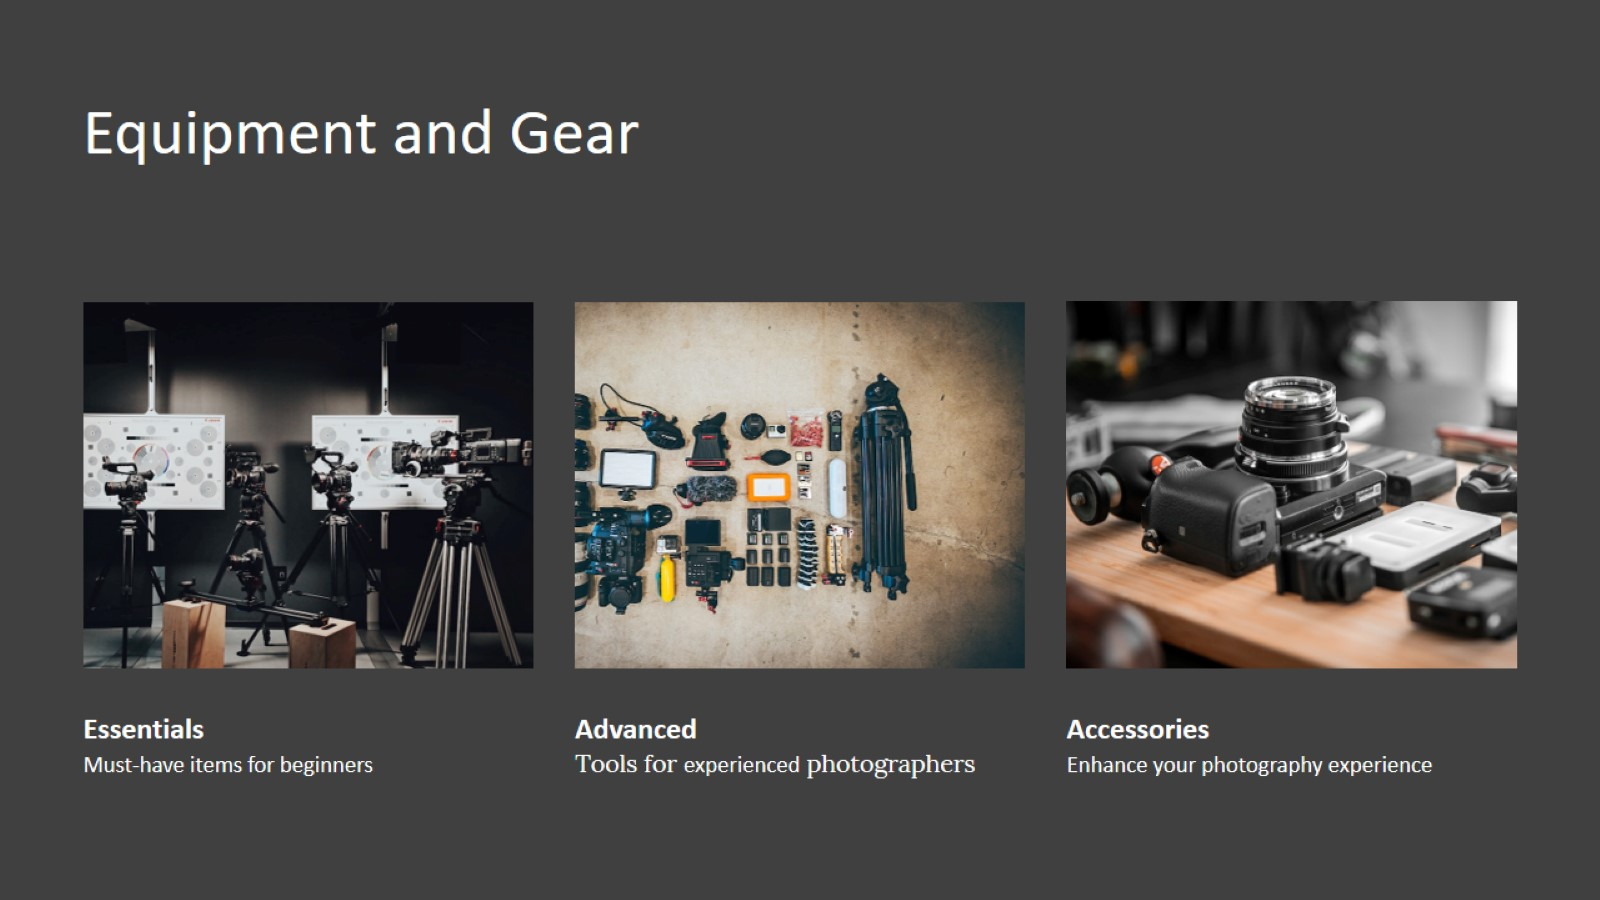 Equipment and Gear
Essentials
Must-have items for beginners
Advanced
Tools for experienced photographers
Accessories
Enhance your photography experience